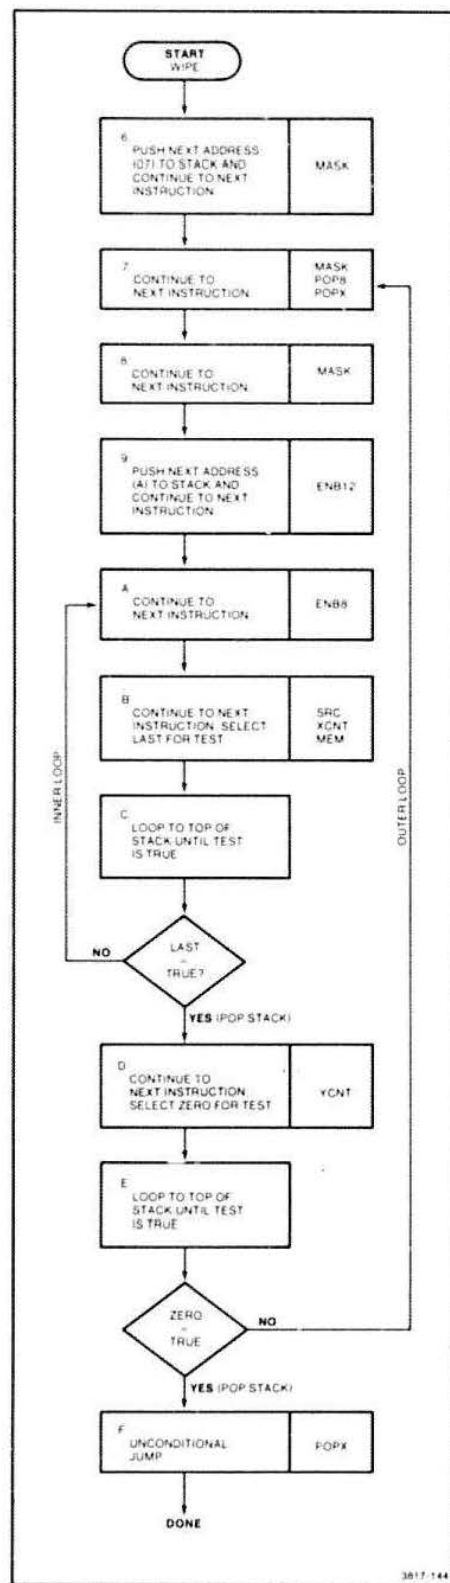 START
WIPE
6
PUSH NEXT ADDRESS
(07) TO STACK AND
CONTINUE TO NEXT
INSTRUCTION
MASK
7
CONTINUE TO
NEXT INSTRUCTION
MASK
POP8
POPX
8
CONTINUE TO
NEXT INSTRUCTION
MASK
9
PUSH NEXT ADDRESS
(A) TO STACK AND
CONTINUE TO NEXT
INSTRUCTION
ENB12
A
CONTINUE TO
NEXT INSTRUCTION
ENB8
B
CONTINUE TO NEXT
INSTRUCTION. SELECT
LAST FOR TEST
SRC
XCNT
MEM
INNER LOOP
OUTER LOOP
C
LOOP TO TOP OF
STACK UNTIL TEST
IS TRUE
LAST
=
TRUE?
NO
YES (POP STACK)
D
CONTINUE TO
NEXT INSTRUCTION
SELECT ZERO FOR TEST
YCNT
E
LOOP TO TOP OF
STACK UNTIL TEST
IS TRUE
ZERO
=
TRUE
NO
YES (POP STACK)
F
UNCONDITIONAL
JUMP
POPX
DONE
3817-144